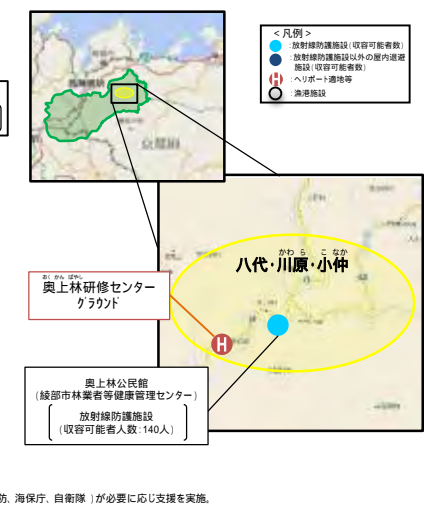 ＜凡例＞
：放射線防護施設(収容可能者数)
：放射線防護施設以外の屋内退避
施設(収容可能者数)
H：ヘリポート適地等
：漁港施設
京都府
かわら　こなか
八代・川原・小仲
おく かん ばやし
奥上林研修センター
グラウンド
H
奥上林公民館
(綾部市林業者等健康管理センター)
放射線防護施設
(収容可能者人数:140人)
防、海保庁、自衛隊 )が必要に応じ支援を実施。